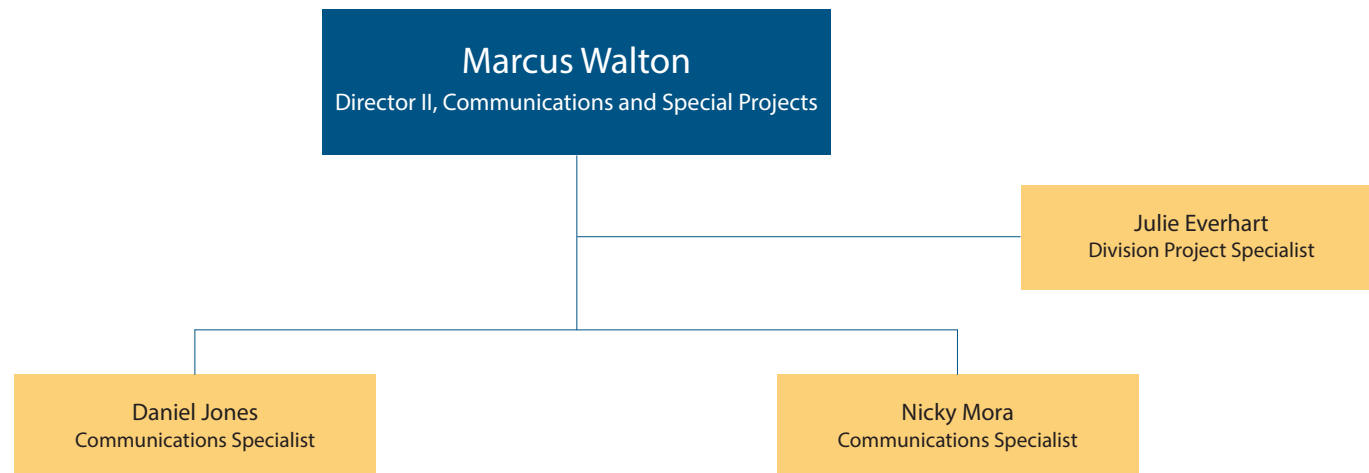 Marcus Walton
Director II, Communications and Special Projects
Julie Everhart
Division Project Specialist
Daniel Jones
Communications Specialist
Nicky Mora
Communications Specialist